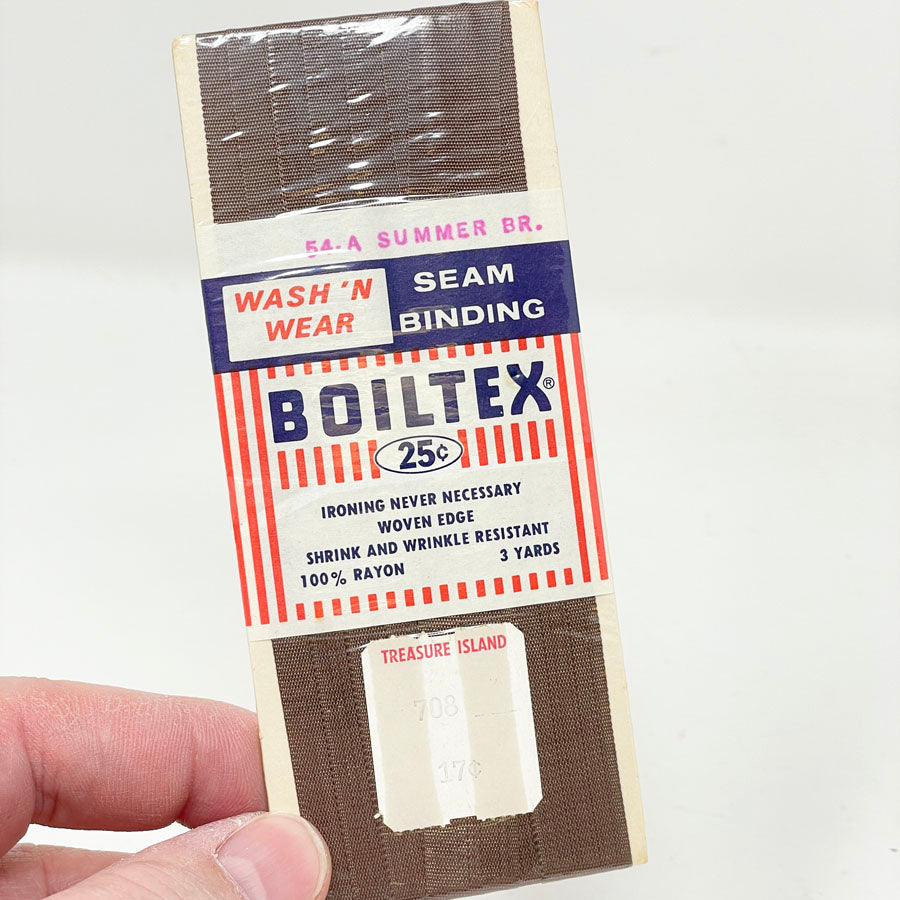 54-A SUMMER BR.
WASH 'N
WEAR
SEAM
BINDING
BOILTEX®
25¢
IRONING NEVER NECESSARY
WOVEN EDGE
SHRINK AND WRINKLE RESISTANT
100% RAYON 3 YARDS
TREASURE ISLAND
708
17¢